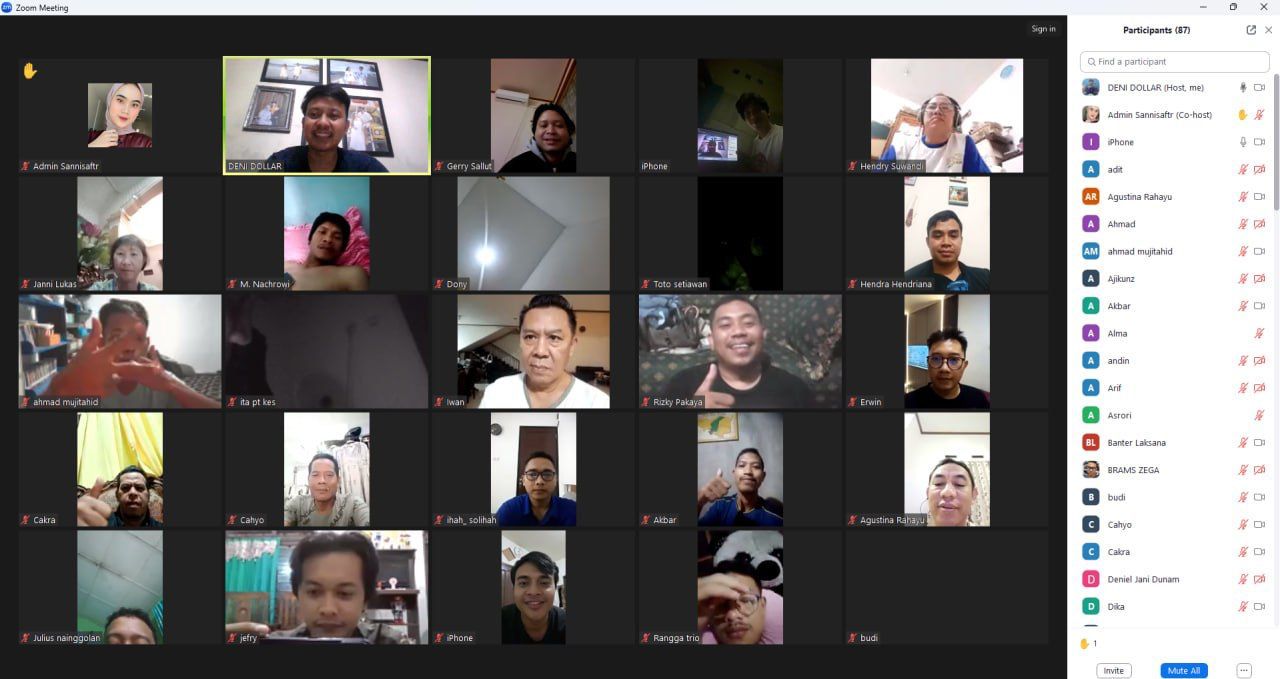 zm Zoom Meeting
Sign in
Admin Sannisaftr
DENI DOLLAR
Gerry Sallut
iPhone
Hendry Suwandi
Janni Lukas
M. Nachrowi
Dony
Toto setiawan
Hendra Hendriana
ahmad mujitahid
ita pt kes
Iwan
Rizky Pakaya
Erwin
Cakra
Cahyo
ihah_ solihah
Akbar
Agustina Rahayu
Julius nainggolan
jefry
iPhone
Rangga trio
budi
Participants (87)
Find a participant
DENI DOLLAR (Host, me)
Admin Sannisaftr (Co-host)
I iPhone
A adit
AR Agustina Rahayu
A Ahmad
AM ahmad mujitahid
A Ajikunz
A Akbar
A Alma
A andin
A Arif
A Asrori
BL Banter Laksana
BRAMS ZEGA
B budi
C Cahyo
C Cakra
D Deniel Jani Dunam
D Dika
1
Invite
Mute All